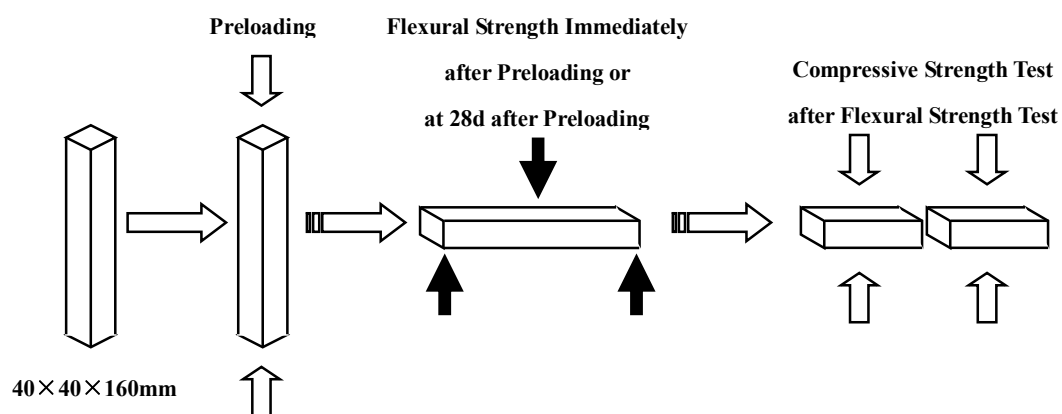 Preloading
Flexural Strength Immediately
after Preloading or
at 28d after Preloading
Compressive Strength Test
after Flexural Strength Test
40×40×160mm